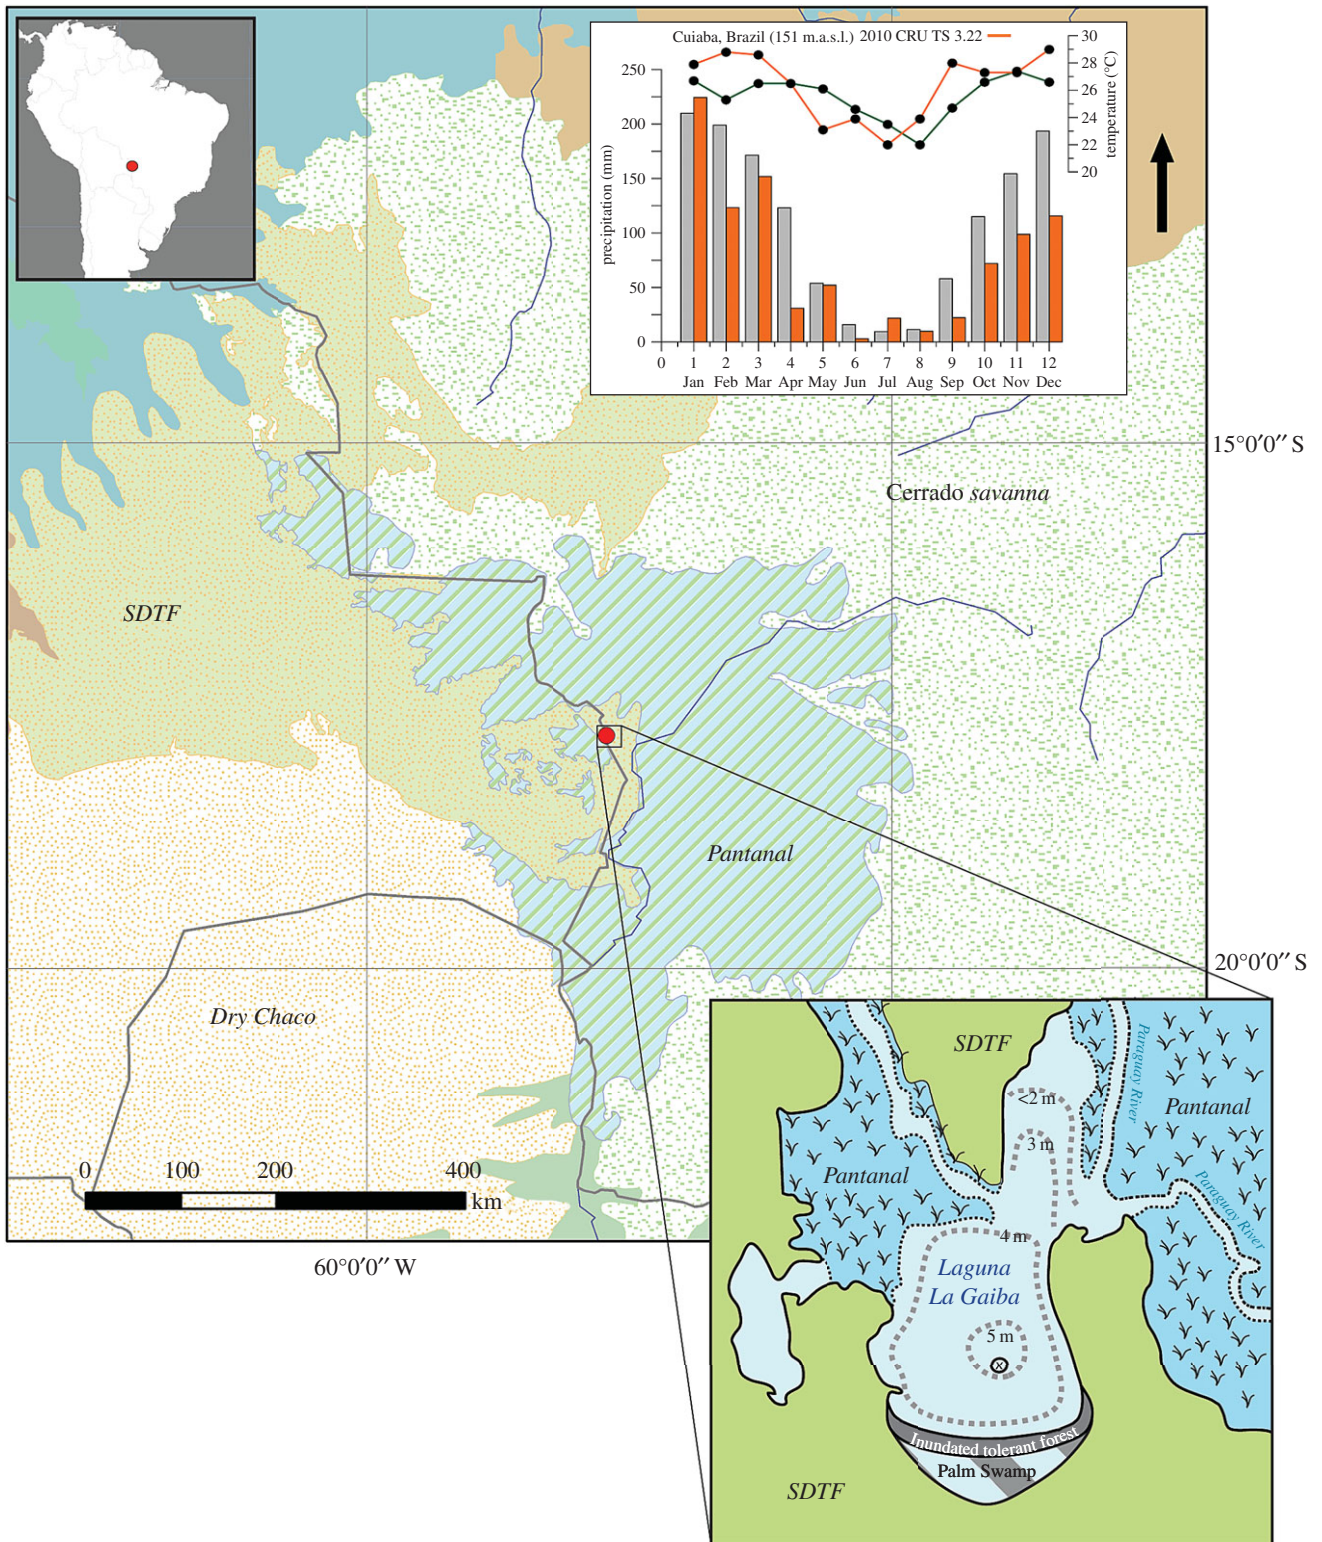 Cuiaba, Brazil (151 m.a.s.l.) 2010 CRU TS 3.22
30
28
26
24
22
20
temperature (°C)
250
200
150
100
50
0
precipitation (mm)
0 1 2 3 4 5 6 7 8 9 10 11 12
Jan Feb Mar Apr May Jun Jul Aug Sep Oct Nov Dec
15°0′0″ S
Cerrado savanna
SDTF
Pantanal
20°0′0″ S
Dry Chaco
0 100 200 400
km
60°0′0″ W
SDTF
<2 m
Paraguay River
Pantanal
3 m
Pantanal
Paraguay River
4 m
Laguna
La Gaiba
5 m
Inundated tolerant forest
Palm Swamp
SDTF